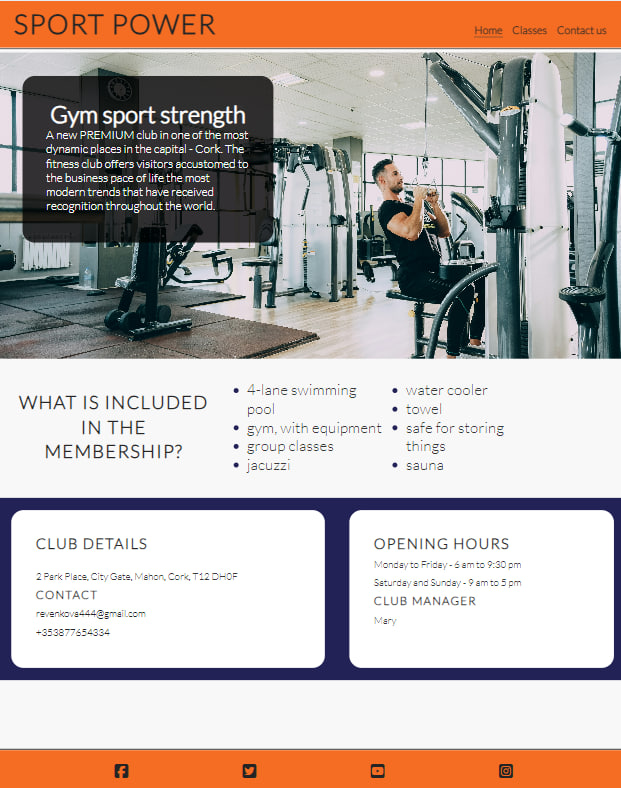 SPORT POWER
Home Classes Contact us
Gym sport strength
A new PREMIUM club in one of the most
dynamic places in the capital - Cork. The
fitness club offers visitors accustomed to
the business pace of life the most
modern trends that have received
recognition throughout the world.
WHAT IS INCLUDED
IN THE
MEMBERSHIP?
4-lane swimming
pool
gym, with equipment
group classes
jacuzzi
water cooler
towel
safe for storing
things
sauna
CLUB DETAILS
2 Park Place, City Gate, Mahon, Cork, T12 DH0F
CONTACT
revenkova444@gmail.com
+353877654334
OPENING HOURS
Monday to Friday - 6 am to 9:30 pm
Saturday and Sunday - 9 am to 5 pm
CLUB MANAGER
Mary